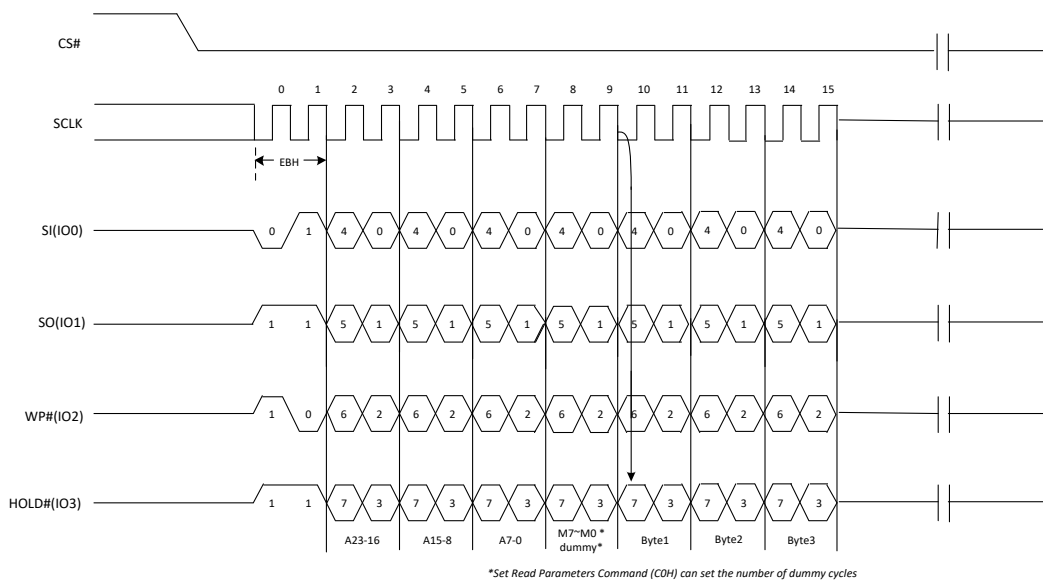 CS#
0 1 2 3 4 5 6 7 8 9 10 11 12 13 14 15
SCLK
EBH
SI(IO0) 0 1 4 0 4 0 4 0 4 0 4 0 4 0 4 0
SO(IO1) 1 1 5 1 5 1 5 1 5 1 5 1 5 1 5 1
WP#(IO2) 1 0 6 2 6 2 6 2 6 2 6 2 6 2 6 2
HOLD#(IO3) 1 1 7 3 7 3 7 3 7 3 7 3 7 3 7 3
A23-16 A15-8 A7-0 M7~M0 * Byte1 Byte2 Byte3
dummy*
*Set Read Parameters Command (C0H) can set the number of dummy cycles